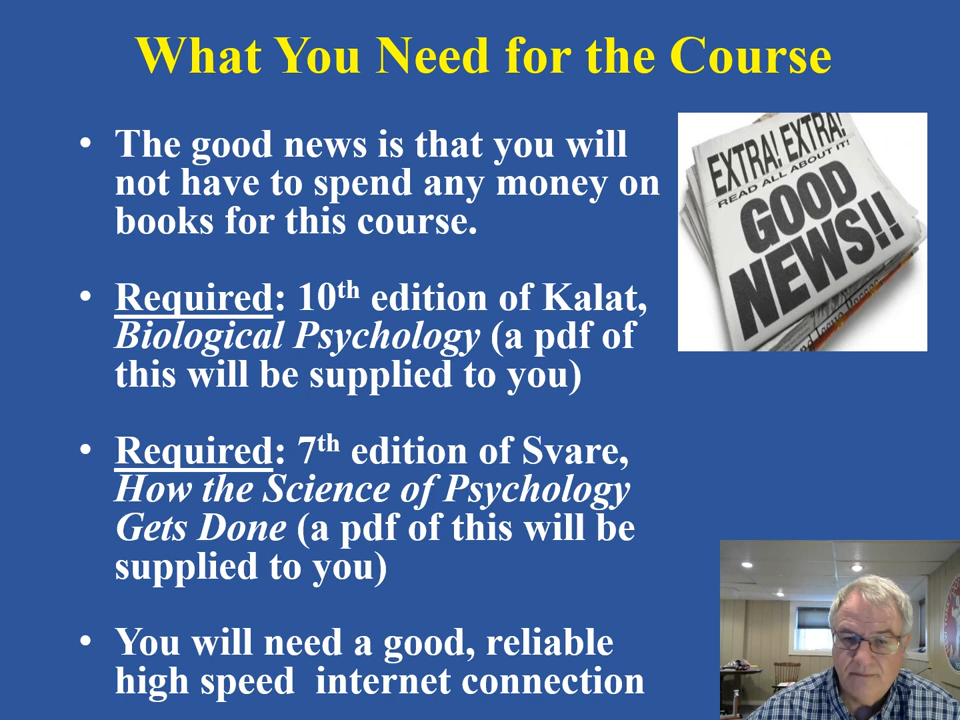 What You Need for the Course
• The good news is that you will
not have to spend any money on
books for this course.
EXTRA! EXTRA!
READ ALL ABOUT IT!
GOOD
NEWS!!
• Required: 10th edition of Kalat,
Biological Psychology (a pdf of
this will be supplied to you)
• Required: 7th edition of Svare,
How the Science of Psychology
Gets Done (a pdf of this will be
supplied to you)
• You will need a good, reliable
high speed  internet connection